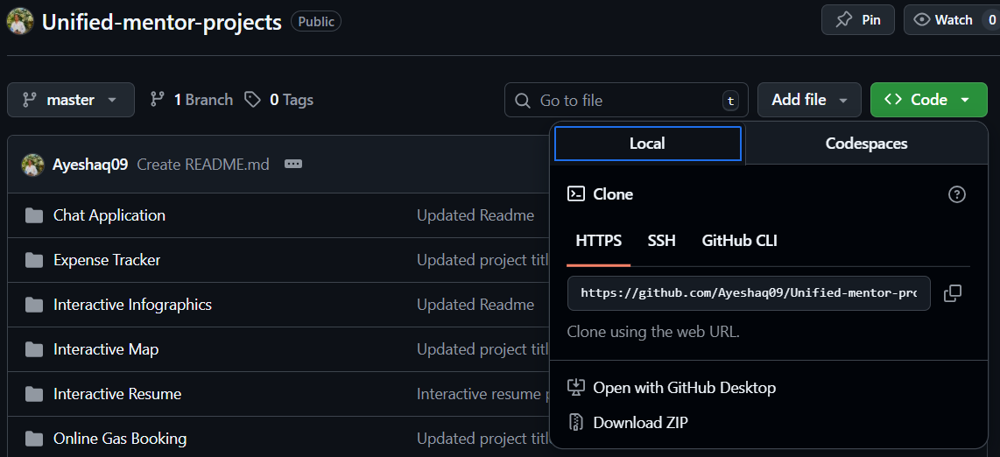 Unified-mentor-projects Public Pin Watch 0
master 1 Branch 0 Tags Go to file t Add file Code
Local Codespaces
Ayeshaq09 Create README.md
Clone
HTTPS SSH GitHub CLI
https://github.com/Ayeshaq09/Unified-mentor-pro
Clone using the web URL.
Open with GitHub Desktop
Download ZIP
Chat Application Updated Readme
Expense Tracker Updated project titl
Interactive Infographics Updated Readme
Interactive Map Updated project titl
Interactive Resume Interactive resume p
Online Gas Booking Updated project title